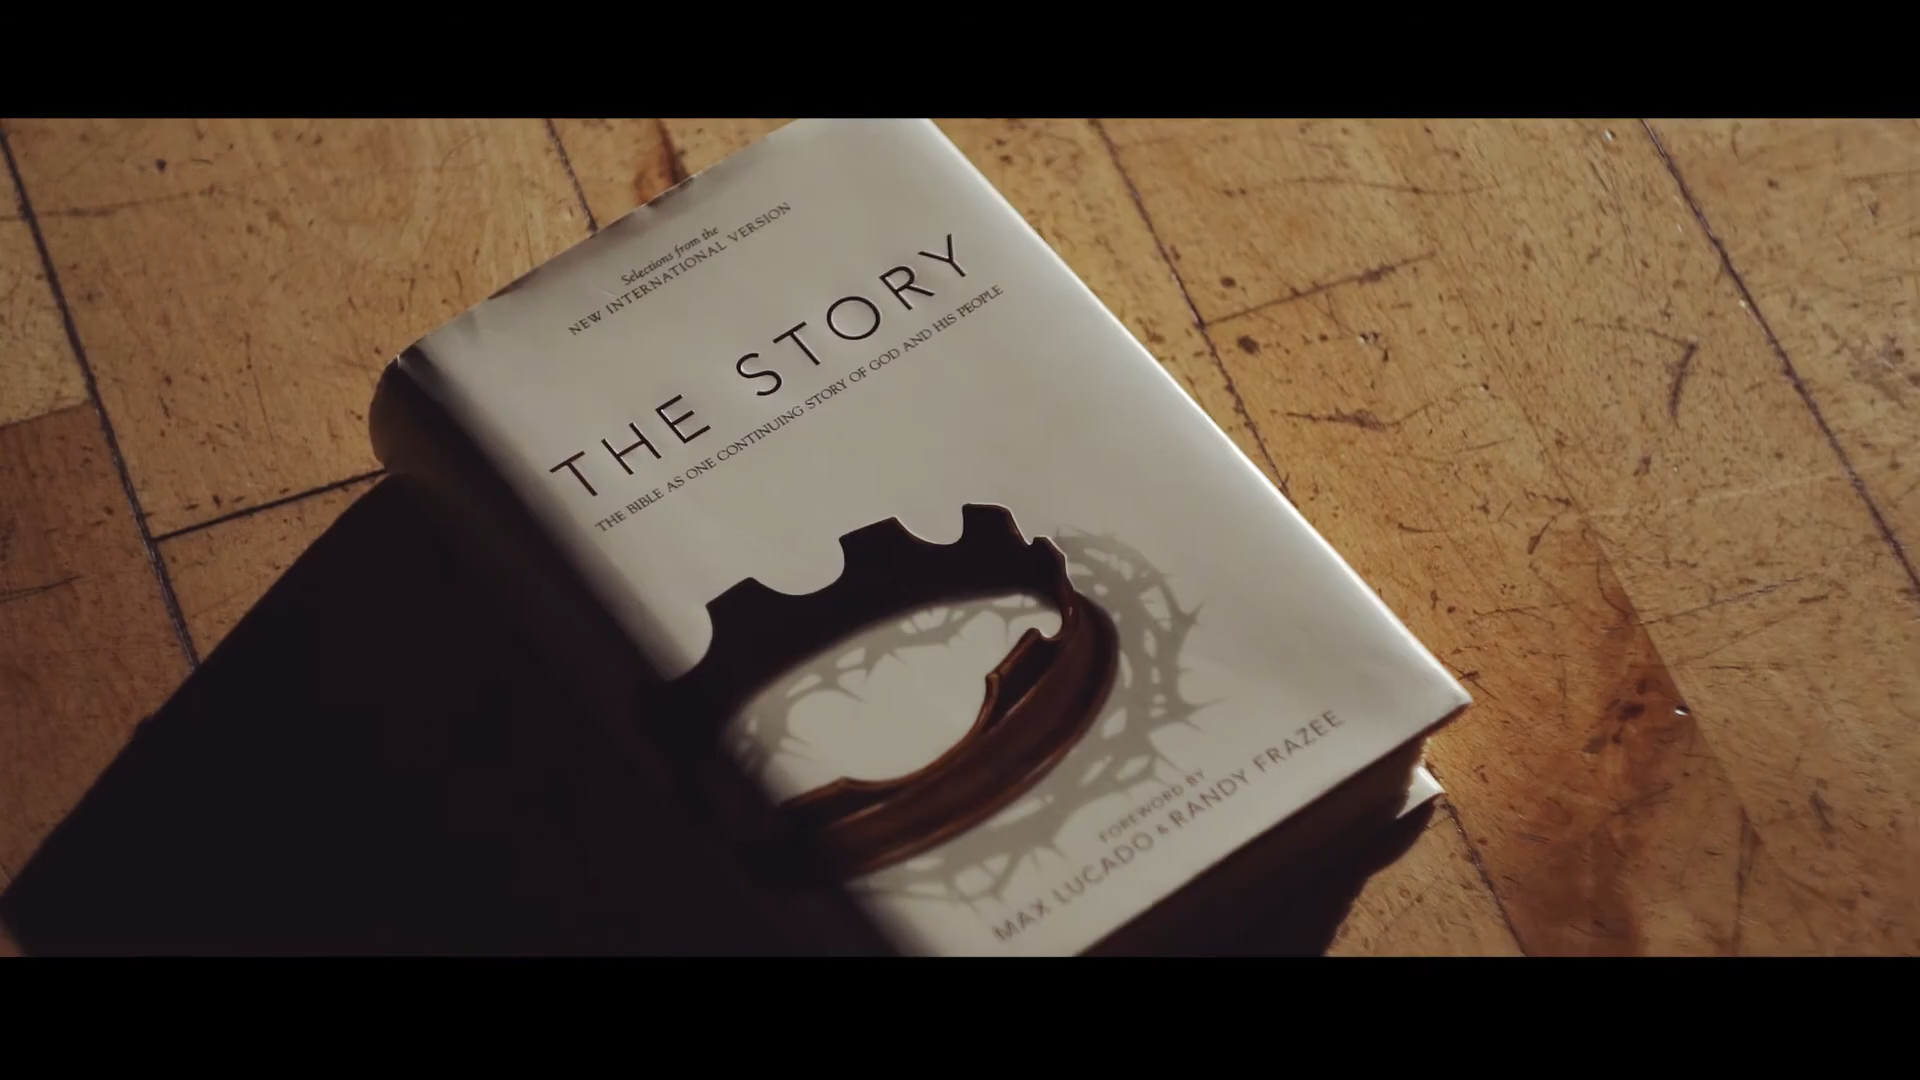 Selections from the
NEW INTERNATIONAL VERSION
THE STORY
THE BIBLE AS ONE CONTINUING STORY OF GOD AND HIS PEOPLE
FOREWORD BY
MAX LUCADO & RANDY FRAZEE